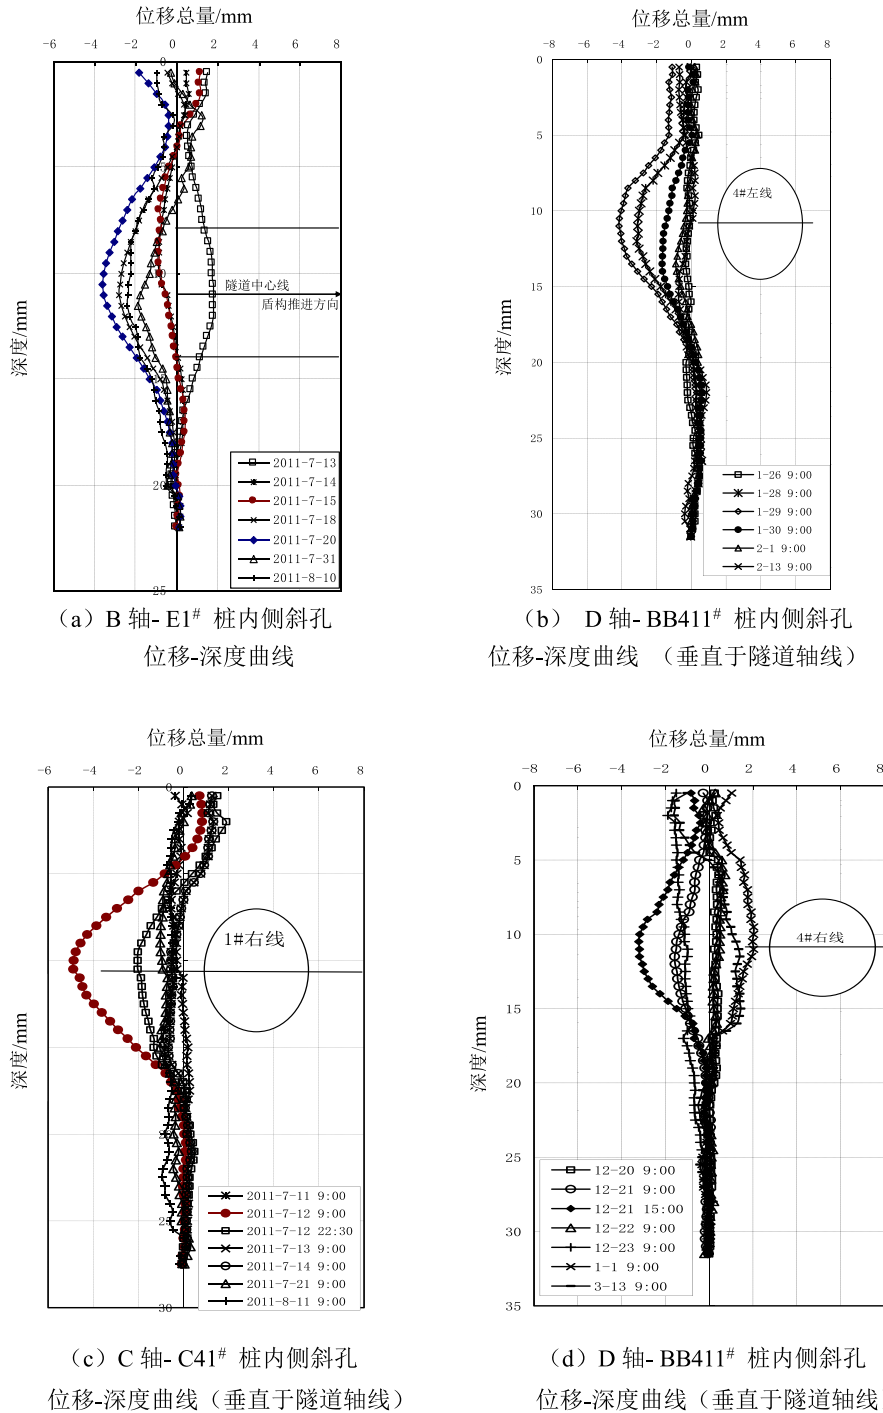 位移总量/mm
-6 -4 -2 0 2 4 6 8
0
深度/mm
隧道中心线
盾构推进方向
20
25
2011-7-13
2011-7-14
2011-7-15
2011-7-18
2011-7-20
2011-7-31
2011-8-10
（a）B 轴- E1# 桩内侧斜孔
位移-深度曲线
位移总量/mm
-8 -6 -4 -2 0 2 4 6 8
0
5
10
15
20
25
30
35
深度/mm
4#左线
1-26 9:00
1-28 9:00
1-29 9:00
1-30 9:00
2-1 9:00
2-13 9:00
（b） D 轴- BB411# 桩内侧斜孔
位移-深度曲线 （垂直于隧道轴线）
位移总量/mm
-6 -4 -2 0 2 4 6 8
0
深度/mm
1#右线
25
30
2011-7-11 9:00
2011-7-12 9:00
2011-7-12 22:30
2011-7-13 9:00
2011-7-14 9:00
2011-7-21 9:00
2011-8-11 9:00
（c）C 轴- C41# 桩内侧斜孔
位移-深度曲线（垂直于隧道轴线）
位移总量/mm
-8 -6 -4 -2 0 2 4 6 8
0
5
10
15
20
25
30
35
深度/mm
4#右线
12-20 9:00
12-21 9:00
12-21 15:00
12-22 9:00
12-23 9:00
1-1 9:00
3-13 9:00
（d）D 轴- BB411# 桩内侧斜孔
位移-深度曲线（垂直于隧道轴线